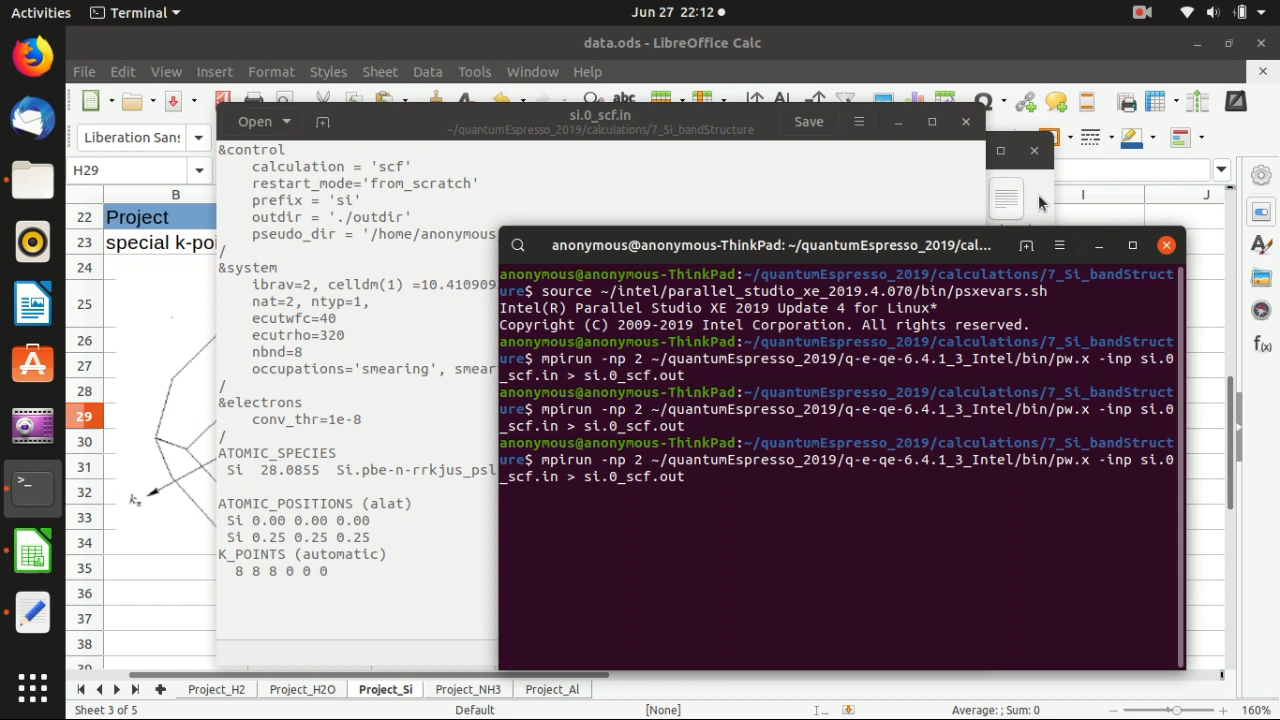 Activities
Terminal
Jun 27 22:12
data.ods - LibreOffice Calc
File Edit View Insert Format Styles Sheet Data Tools Window Help
Liberation Sans
H29
B I J
22 Project
23 special k-poi
24
25
26
27
28
29
30
31
32
33
34
35
36
37
38
39
Open
si.0_scf.in
~/quantumEspresso_2019/calculations/7_Si_bandStructure
Save
&control
calculation = 'scf'
restart_mode='from_scratch'
prefix = 'si'
outdir = './outdir'
pseudo_dir = '/home/anonymous
/
&system
ibrav=2, celldm(1) =10.410909
nat=2, ntyp=1,
ecutwfc=40
ecutrho=320
nbnd=8
occupations='smearing', smear
/
&electrons
conv_thr=1e-8
/
ATOMIC_SPECIES
Si 28.0855 Si.pbe-n-rrkjus_psl
ATOMIC_POSITIONS (alat)
Si 0.00 0.00 0.00
Si 0.25 0.25 0.25
K_POINTS (automatic)
8 8 8 0 0 0
anonymous@anonymous-ThinkPad: ~/quantumEspresso_2019/cal...
anonymous@anonymous-ThinkPad:~/quantumEspresso_2019/calculations/7_Si_bandStruct
ure$ source ~/intel/parallel_studio_xe_2019.4.070/bin/psxevars.sh
Intel(R) Parallel Studio XE 2019 Update 4 for Linux*
Copyright (C) 2009-2019 Intel Corporation. All rights reserved.
anonymous@anonymous-ThinkPad:~/quantumEspresso_2019/calculations/7_Si_bandStruct
ure$ mpirun -np 2 ~/quantumEspresso_2019/q-e-qe-6.4.1_3_Intel/bin/pw.x -inp si.0
_scf.in > si.0_scf.out
anonymous@anonymous-ThinkPad:~/quantumEspresso_2019/calculations/7_Si_bandStruct
ure$ mpirun -np 2 ~/quantumEspresso_2019/q-e-qe-6.4.1_3_Intel/bin/pw.x -inp si.0
_scf.in > si.0_scf.out
anonymous@anonymous-ThinkPad:~/quantumEspresso_2019/calculations/7_Si_bandStruct
ure$ mpirun -np 2 ~/quantumEspresso_2019/q-e-qe-6.4.1_3_Intel/bin/pw.x -inp si.0
_scf.in > si.0_scf.out
Project_H2 Project_H2O Project_Si Project_NH3 Project_Al
Sheet 3 of 5 Default [None] Average: ; Sum: 0 160%